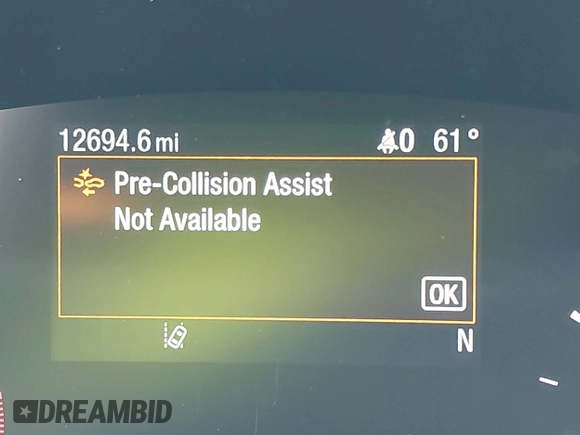 12694.6 mi 0 61°
Pre-Collision Assist
Not Available
OK
N
DREAMBID